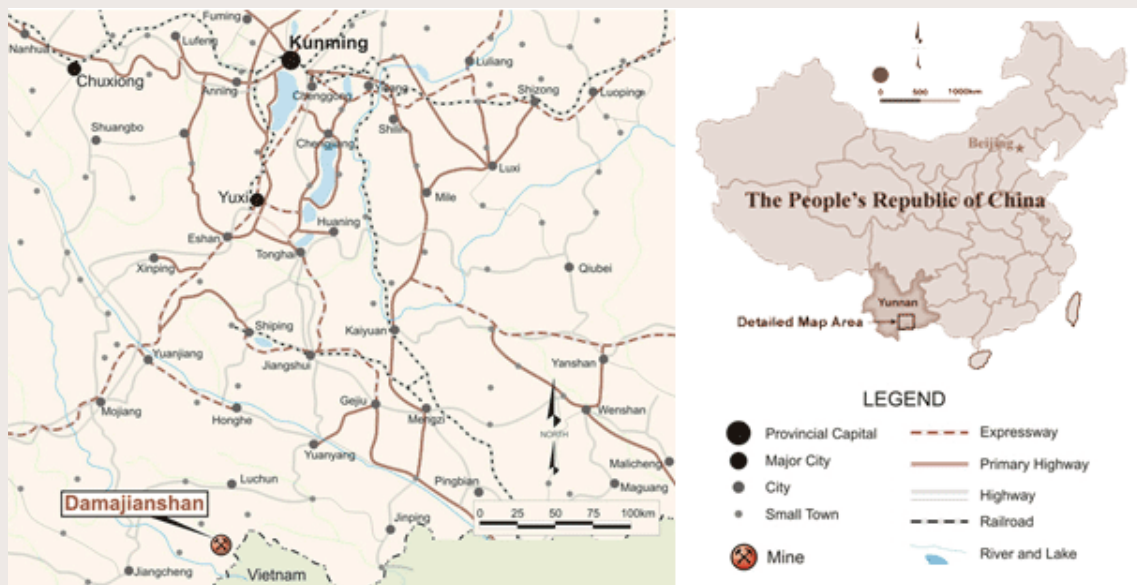 Fuming
Lufeng
Kunming
Nanhua
Chuxiong
Anning
Chenggong
Luliang
Shizong
Luoping
Shuangbo
Shilin
Chengjiang
Luxi
Yuxi
Mile
Huaning
Eshan
Tonghai
Xinping
Qiubei
Shiping
Kaiyuan
Yuanjiang
Jiangshui
Yanshan
Mojiang
Honghe
Gejiu
Mengzi
Wenshan
NORTH
Yuanyang
Malicheng
Luchun
Pingbian
Maguang
Damajianshan
25 50 75 100km
Jinping
Jiangcheng
Vietnam
0 500 1000km
Beijing
The People's Republic of China
Yunnan
Detailed Map Area
LEGEND
Provincial Capital
Major City
City
Small Town
Mine
Expressway
Primary Highway
Highway
Railroad
River and Lake